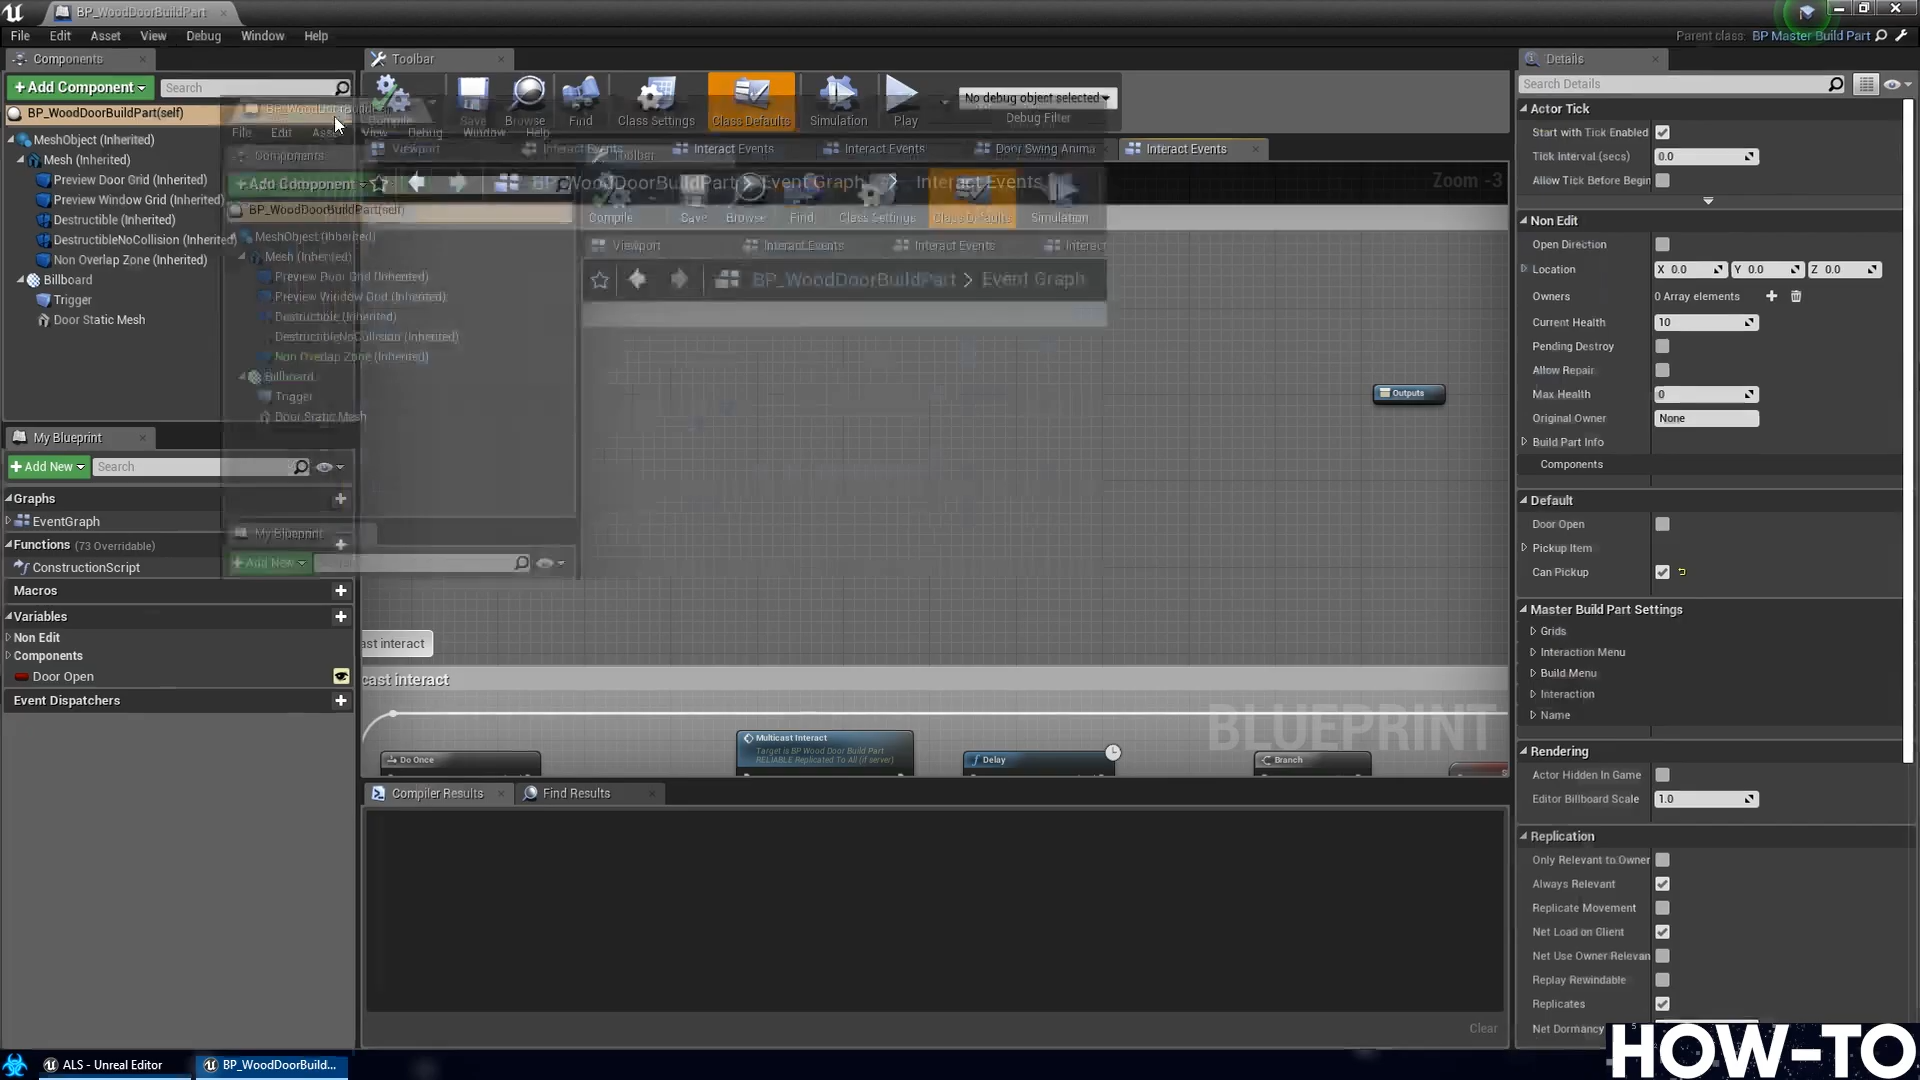 BP_WoodDoorBuildPart
File Edit Asset View Debug Window Help
Parent class: BP Master Build Part
Components
Toolbar
Details
+ Add Component
Search
Search Details
BP_WoodDoorBuildPart(self)
MeshObject (Inherited)
Mesh (Inherited)
Preview Door Grid (Inherited)
Preview Window Grid (Inherited)
Destructible (Inherited)
DestructibleNoCollision (Inherited)
Non Overlap Zone (Inherited)
Billboard
Trigger
Door Static Mesh
Compile Save Browse Find Class Settings Class Defaults Simulation Play
No debug object selected
Debug Filter
Viewport Interact Events Interact Events Interact Events Door Swing Anima Interact Events
BP_WoodDoorBuildPart > Event Graph > Interact Events
Zoom -3
File Edit Asset View Debug Window Help
Components
Toolbar
+ Add Component
BP_WoodDoorBuildPart(self)
MeshObject (Inherited)
Mesh (Inherited)
Preview Door Grid (Inherited)
Preview Window Grid (Inherited)
Destructible (Inherited)
DestructibleNoCollision (Inherited)
Non Overlap Zone (Inherited)
Billboard
Trigger
Door Static Mesh
My Blueprint
+ Add New
Compile Save Browse Find Class Settings Class Defaults Simulation
Viewport Interact Events Interact Events Interact
BP_WoodDoorBuildPart > Event Graph
Outputs
ast interact
cast interact
BLUEPRINT
Do Once
Multicast Interact
Target is BP Wood Door Build Part
RELIABLE Replicated To All (if server)
Delay
Branch
My Blueprint
+ Add New
Search
Graphs
EventGraph
Functions (73 Overridable)
ConstructionScript
Macros
Variables
Non Edit
Components
Door Open
Event Dispatchers
Compiler Results
Find Results
Clear
Actor Tick
Start with Tick Enabled
Tick Interval (secs) 0.0
Allow Tick Before Begin
Non Edit
Open Direction
Location X 0.0 Y 0.0 Z 0.0
Owners 0 Array elements
Current Health 10
Pending Destroy
Allow Repair
Max Health 0
Original Owner None
Build Part Info
Components
Default
Door Open
Pickup Item
Can Pickup
Master Build Part Settings
Grids
Interaction Menu
Build Menu
Interaction
Name
Rendering
Actor Hidden In Game
Editor Billboard Scale 1.0
Replication
Only Relevant to Owner
Always Relevant
Replicate Movement
Net Load on Client
Net Use Owner Relevan
Replay Rewindable
Replicates
Net Dormancy
HOW-TO
ALS - Unreal Editor
BP_WoodDoorBuild...